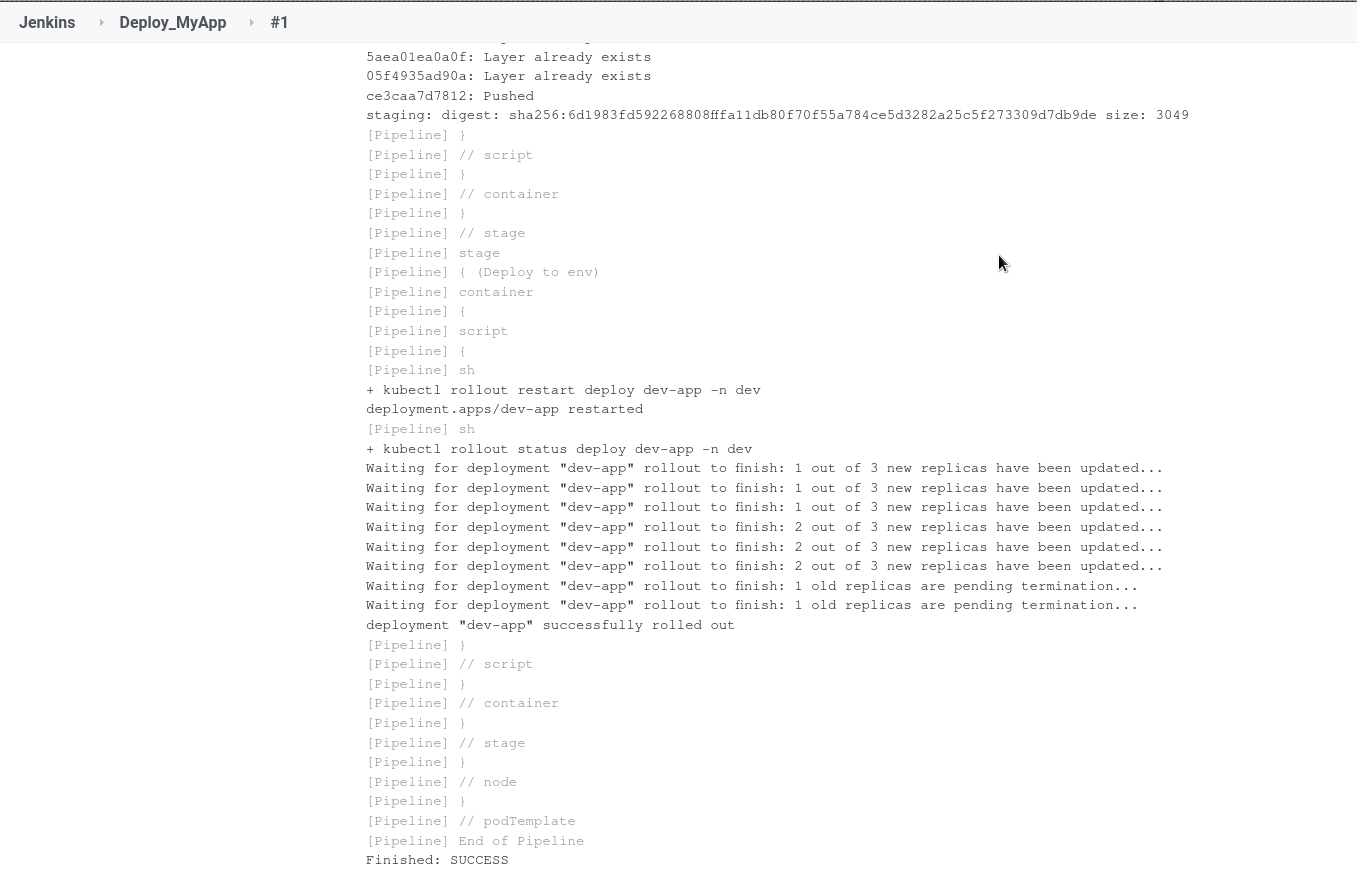 Jenkins
Deploy_MyApp
#1
5aea01ea0a0f: Layer already exists
05f4935ad90a: Layer already exists
ce3caa7d7812: Pushed
staging: digest: sha256:6d1983fd592268808fffa11db80f70f55a784ce5d3282a25c5f273309d7db9de size: 3049
[Pipeline] }
[Pipeline] // script
[Pipeline] }
[Pipeline] // container
[Pipeline] }
[Pipeline] // stage
[Pipeline] stage
[Pipeline] { (Deploy to env)
[Pipeline] container
[Pipeline] {
[Pipeline] script
[Pipeline] {
[Pipeline] sh
+ kubectl rollout restart deploy dev-app -n dev
deployment.apps/dev-app restarted
[Pipeline] sh
+ kubectl rollout status deploy dev-app -n dev
Waiting for deployment "dev-app" rollout to finish: 1 out of 3 new replicas have been updated...
Waiting for deployment "dev-app" rollout to finish: 1 out of 3 new replicas have been updated...
Waiting for deployment "dev-app" rollout to finish: 1 out of 3 new replicas have been updated...
Waiting for deployment "dev-app" rollout to finish: 2 out of 3 new replicas have been updated...
Waiting for deployment "dev-app" rollout to finish: 2 out of 3 new replicas have been updated...
Waiting for deployment "dev-app" rollout to finish: 2 out of 3 new replicas have been updated...
Waiting for deployment "dev-app" rollout to finish: 1 old replicas are pending termination...
Waiting for deployment "dev-app" rollout to finish: 1 old replicas are pending termination...
deployment "dev-app" successfully rolled out
[Pipeline] }
[Pipeline] // script
[Pipeline] }
[Pipeline] // container
[Pipeline] }
[Pipeline] // stage
[Pipeline] }
[Pipeline] // node
[Pipeline] }
[Pipeline] // podTemplate
[Pipeline] End of Pipeline
Finished: SUCCESS